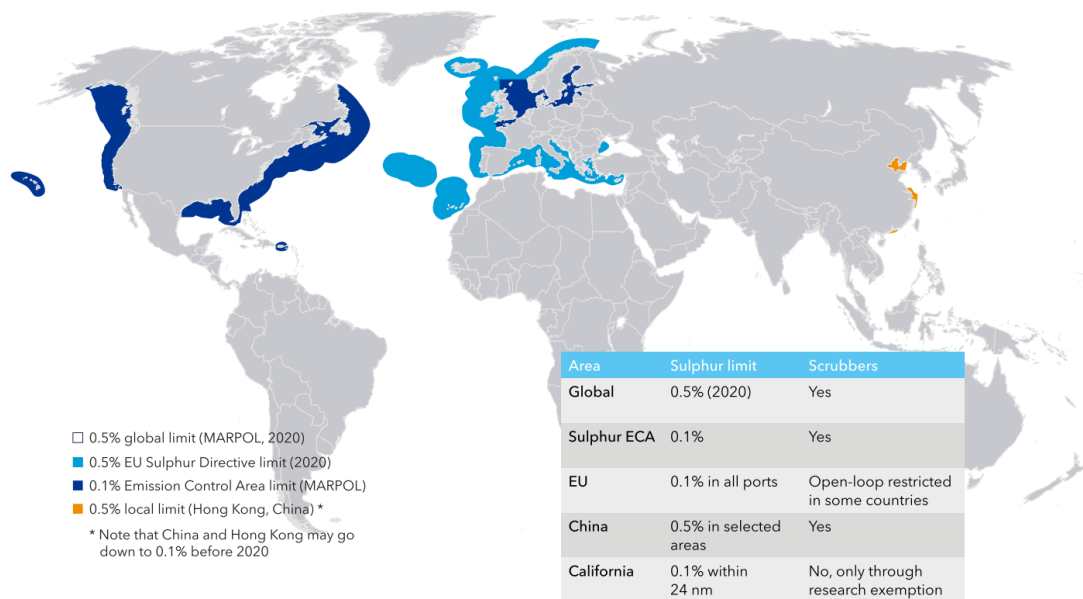 Area Sulphur limit Scrubbers
Global 0.5% (2020) Yes
Sulphur ECA 0.1% Yes
EU 0.1% in all ports Open-loop restricted
in some countries
China 0.5% in selected Yes
areas
California 0.1% within No, only through
24 nm research exemption
0.5% global limit (MARPOL, 2020)
0.5% EU Sulphur Directive limit (2020)
0.1% Emission Control Area limit (MARPOL)
0.5% local limit (Hong Kong, China) *
* Note that China and Hong Kong may go
down to 0.1% before 2020